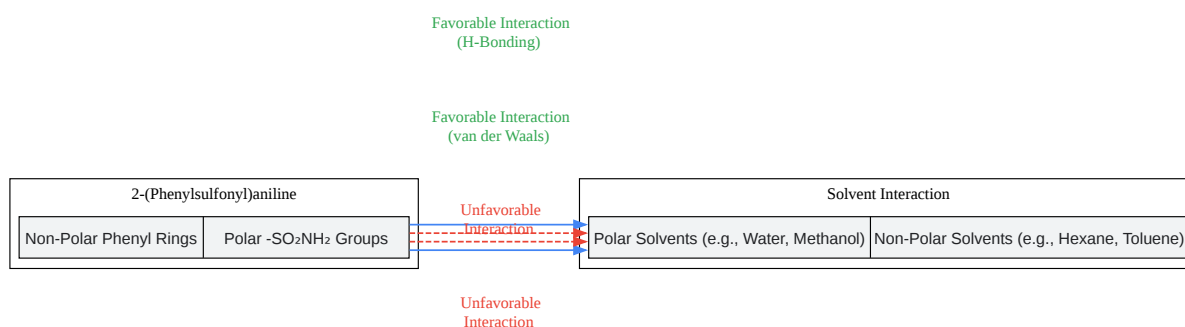 Favorable Interaction
(H-Bonding)
Favorable Interaction
(van der Waals)
2-(Phenylsulfonyl)aniline
Solvent Interaction
Unfavorable
Interaction
Non-Polar Phenyl Rings
Polar -SO₂NH₂ Groups
Polar Solvents (e.g., Water, Methanol)
Non-Polar Solvents (e.g., Hexane, Toluene)
Unfavorable
Interaction